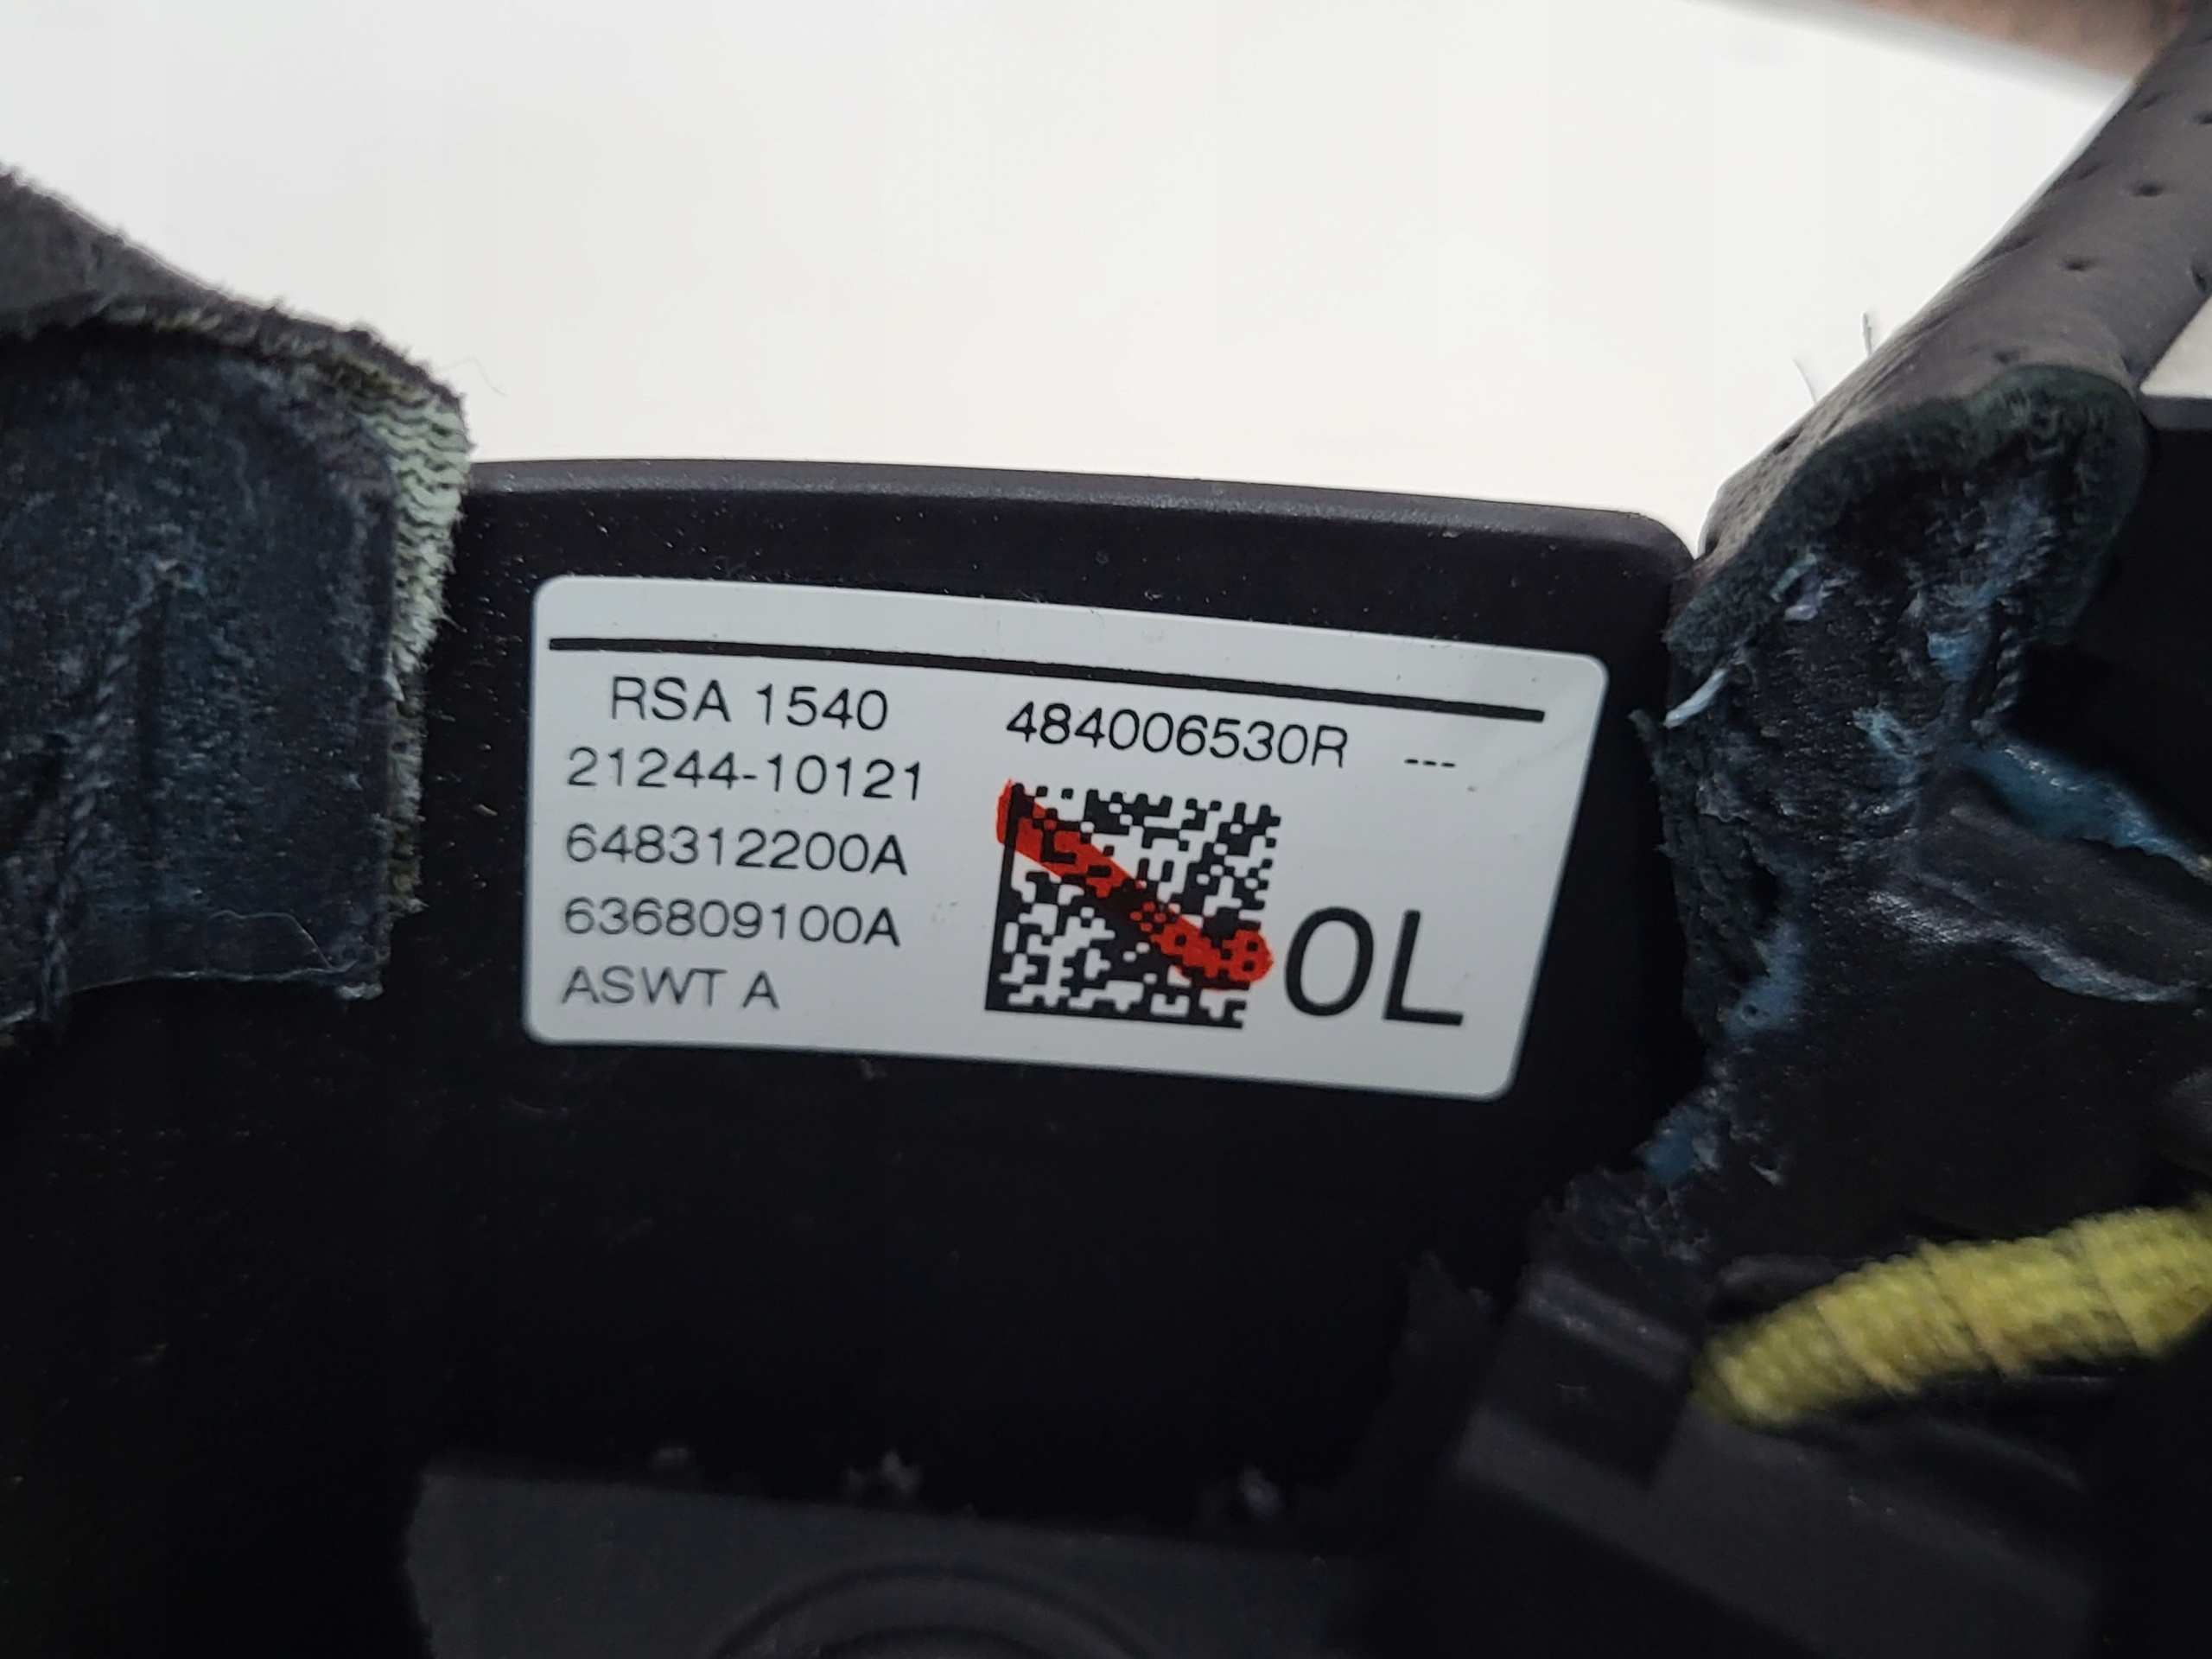 RSA 1540
484006530R ---
21244-10121
648312200A
636809100A
ASWT A
0L